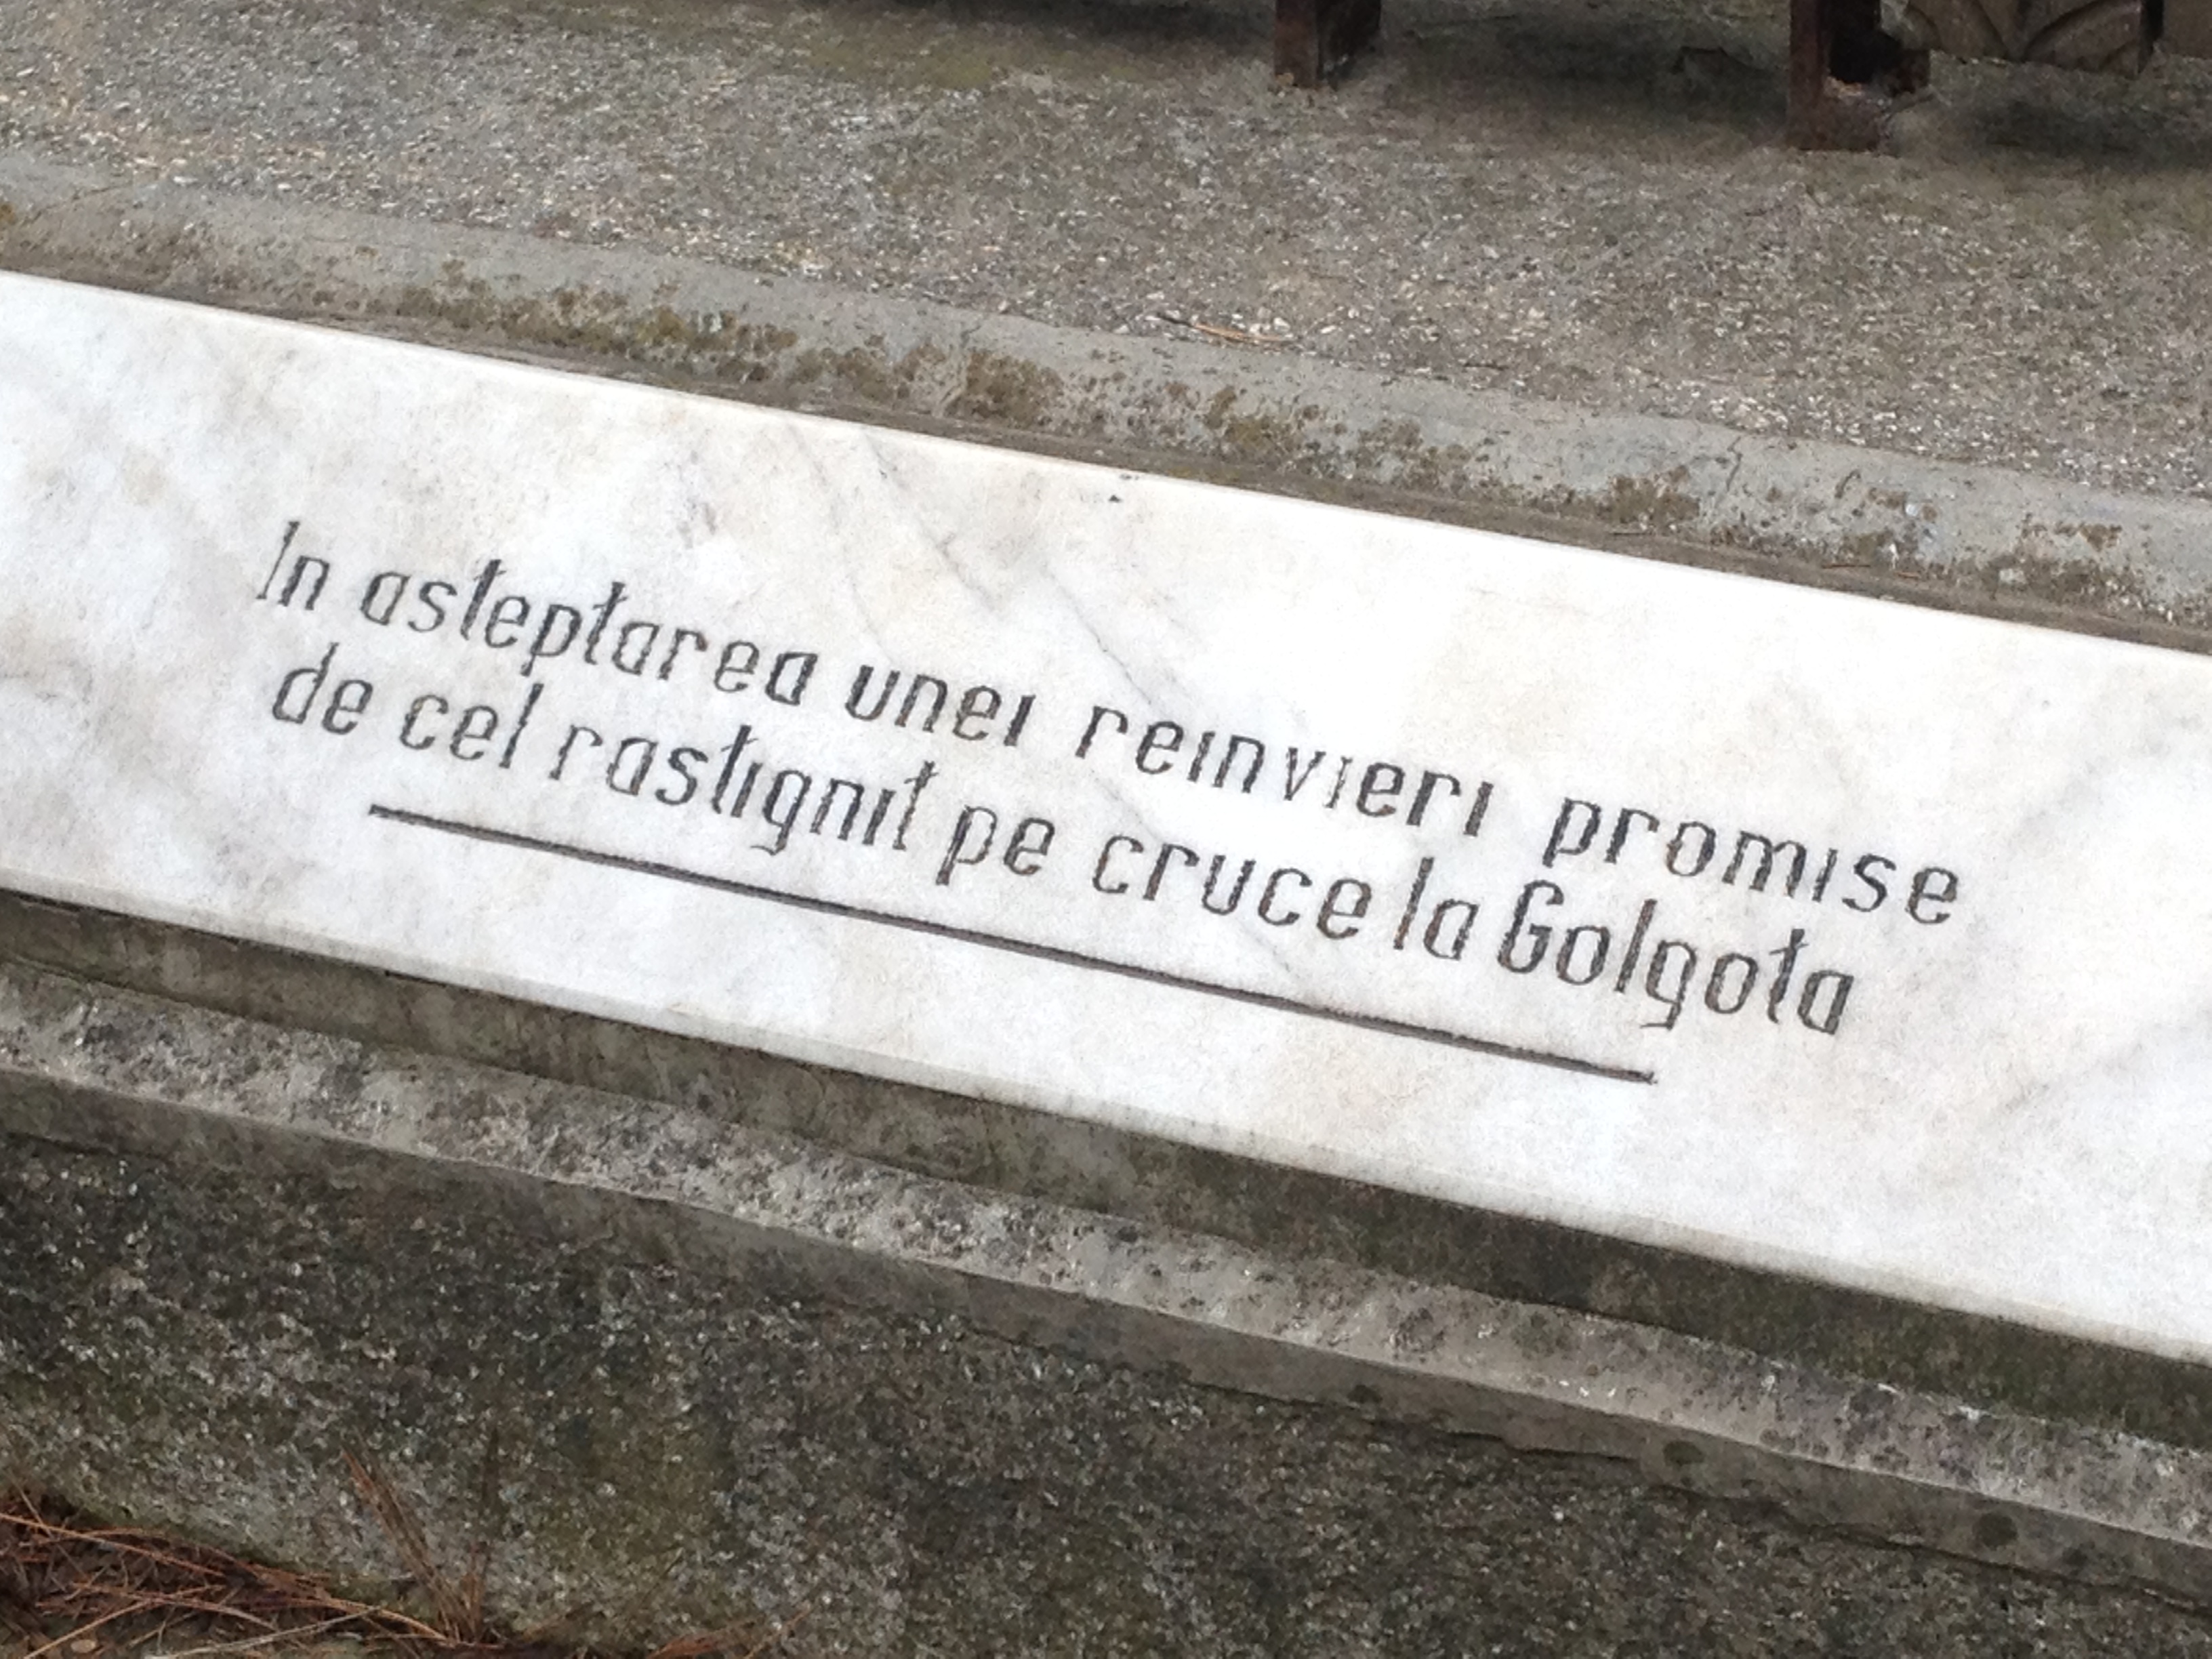 In asteptarea unei reinvieri promise
de cel rastignit pe cruce la Golgota